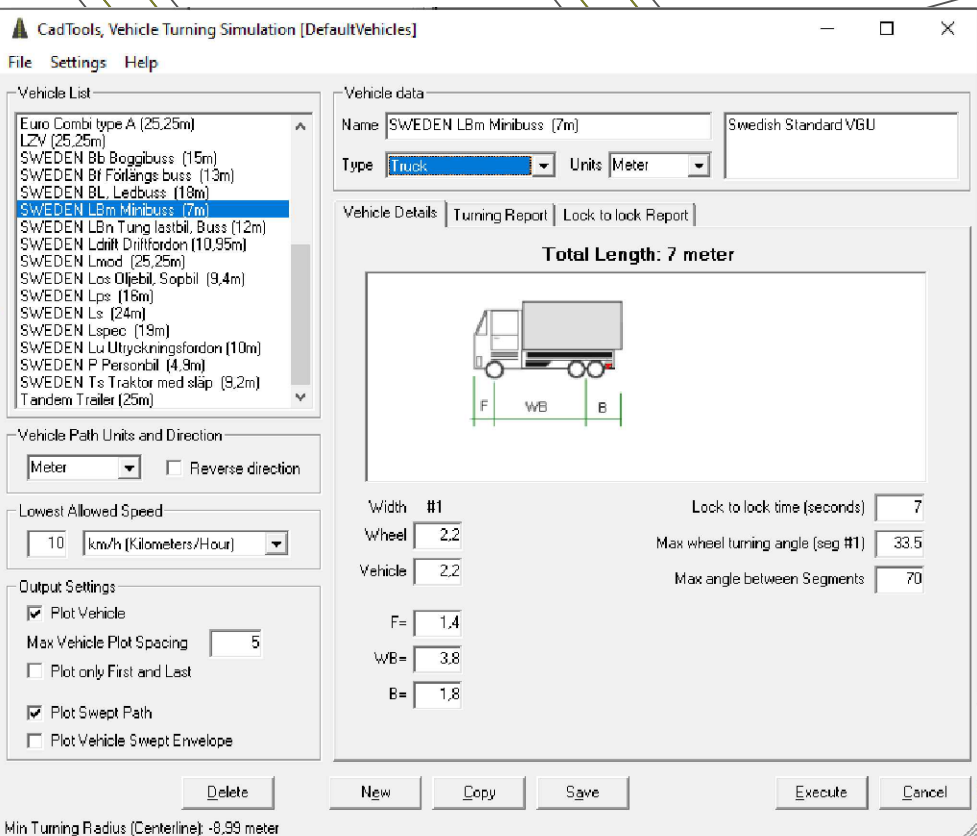 CadTools, Vehicle Turning Simulation [DefaultVehicles]
File Settings Help
Vehicle List
Euro Combi type A (25,25m)
LZV (25,25m)
SWEDEN Bb Boggibuss (15m)
SWEDEN Bf Förlängs buss (13m)
SWEDEN BL, Ledbuss (18m)
SWEDEN LBm Minibuss (7m)
SWEDEN LBn Tung lastbil, Buss (12m)
SWEDEN Ldrift Driftfordon (10,95m)
SWEDEN Lmod (25,25m)
SWEDEN Los Oljebil, Sopbil (9,4m)
SWEDEN Lps (16m)
SWEDEN Ls (24m)
SWEDEN Lspec (19m)
SWEDEN Lu Utryckningsfordon (10m)
SWEDEN P Personbil (4,9m)
SWEDEN Ts Traktor med släp (9,2m)
Tandem Trailer (25m)
Vehicle Path Units and Direction
Meter Reverse direction
Lowest Allowed Speed
10 km/h (Kilometers/Hour)
Output Settings
Plot Vehicle
Max Vehicle Plot Spacing 5
Plot only First and Last
Plot Swept Path
Plot Vehicle Swept Envelope
Vehicle data
Name SWEDEN LBm Minibuss (7m) Swedish Standard VGU
Type Truck Units Meter
Vehicle Details Turning Report Lock to lock Report
Total Length: 7 meter
F WB B
Width #1 Lock to lock time (seconds) 7
Wheel 2,2 Max wheel turning angle (seg #1) 33.5
Vehicle 2,2 Max angle between Segments 70
F= 1,4
WB= 3,8
B= 1,8
Delete New Copy Save Execute Cancel
Min Turning Radius (Centerline): -8,99 meter